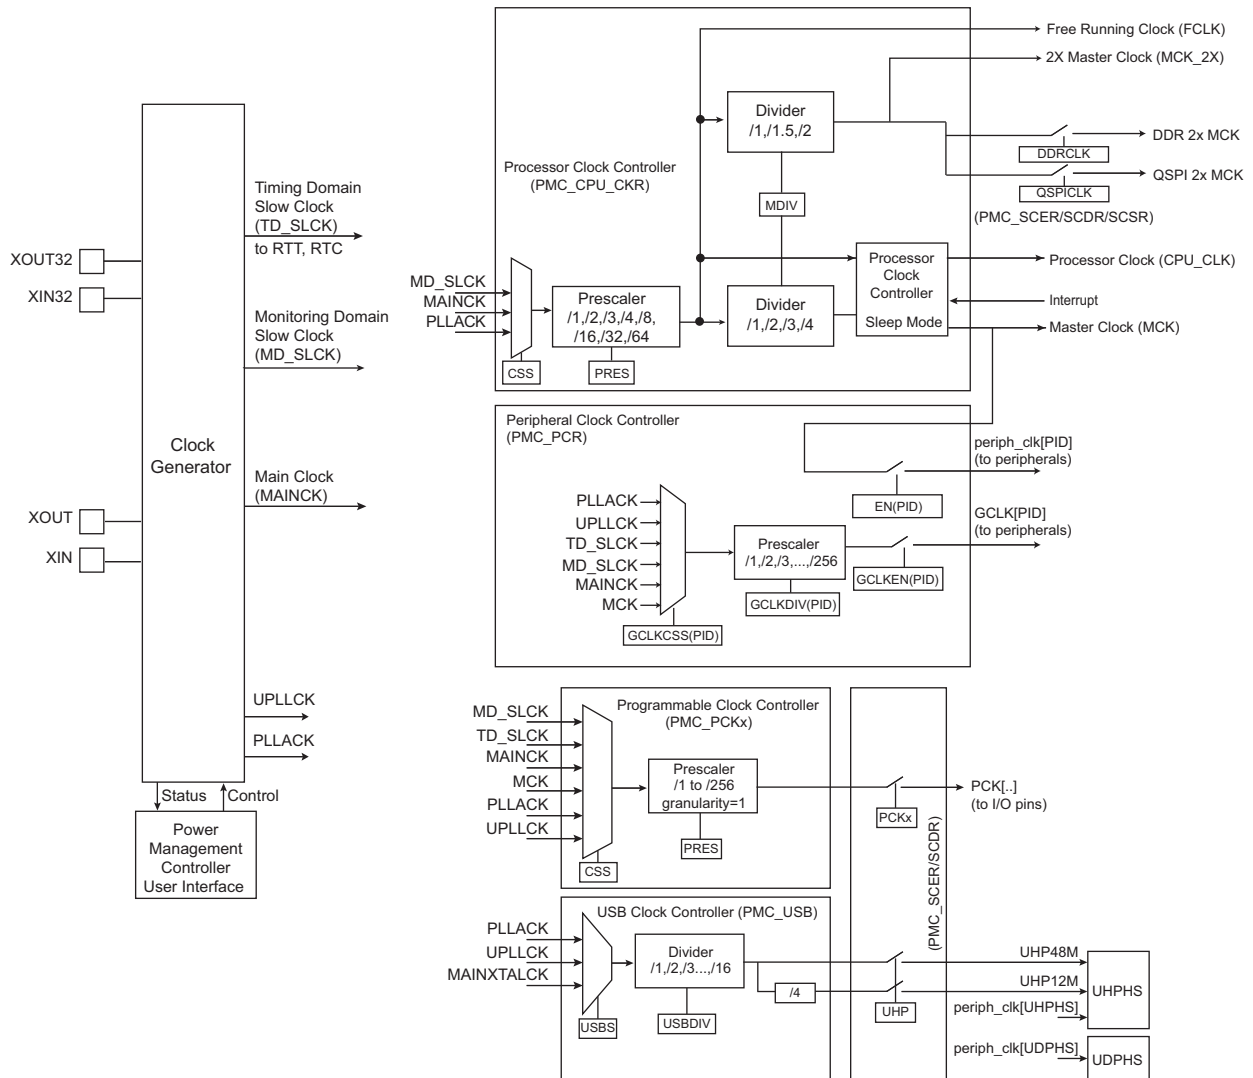 XOUT32
XIN32
XOUT
XIN
Clock
Generator
Timing Domain
Slow Clock
(TD_SLCK)
to RTT, RTC
Monitoring Domain
Slow Clock
(MD_SLCK)
Main Clock
(MAINCK)
UPLLCK
PLLACK
Status
Control
Power
Management
Controller
User Interface
Processor Clock Controller
(PMC_CPU_CKR)
MD_SLCK
MAINCK
PLLACK
CSS
Prescaler
/1,/2,/3,/4,/8,
/16,/32,/64
PRES
Divider
/1,/1.5,/2
MDIV
Divider
/1,/2,/3,/4
Processor
Clock
Controller
Sleep Mode
Free Running Clock (FCLK)
2X Master Clock (MCK_2X)
DDRCLK
DDR 2x MCK
QSPICLK
QSPI 2x MCK
(PMC_SCER/SCDR/SCSR)
Processor Clock (CPU_CLK)
Interrupt
Master Clock (MCK)
Peripheral Clock Controller
(PMC_PCR)
PLLACK
UPLLCK
TD_SLCK
MD_SLCK
MAINCK
MCK
GCLKCSS(PID)
Prescaler
/1,/2,/3,...,/256
GCLKDIV(PID)
EN(PID)
GCLKEN(PID)
periph_clk[PID]
(to peripherals)
GCLK[PID]
(to peripherals)
Programmable Clock Controller
(PMC_PCKx)
MD_SLCK
TD_SLCK
MAINCK
MCK
PLLACK
UPLLCK
CSS
Prescaler
/1 to /256
granularity=1
PRES
PCKx
PCK[..]
(to I/O pins)
(PMC_SCER/SCDR)
USB Clock Controller (PMC_USB)
PLLACK
UPLLCK
MAINXTALCK
USBS
Divider
/1,/2,/3...,/16
USBDIV
/4
UHP
UHP48M
UHP12M
periph_clk[UHPHS]
UHPHS
periph_clk[UDPHS]
UDPHS